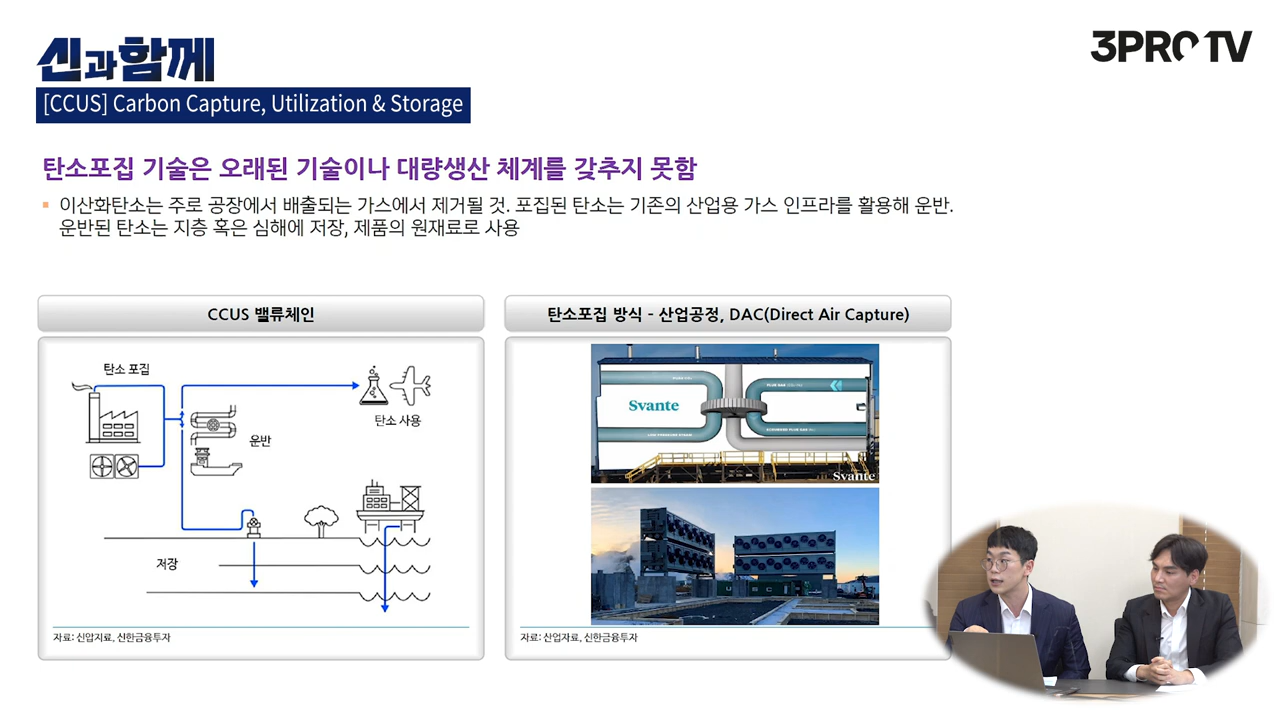 신과함께
3PRO TV
[CCUS] Carbon Capture, Utilization & Storage
탄소포집 기술은 오래된 기술이나 대량생산 체계를 갖추지 못함
▪ 이산화탄소는 주로 공장에서 배출되는 가스에서 제거될 것. 포집된 탄소는 기존의 산업용 가스 인프라를 활용해 운반.
운반된 탄소는 지층 혹은 심해에 저장, 제품의 원재료로 사용
CCUS 밸류체인
탄소 포집
탄소 사용
운반
저장
자료: 신압지료, 신한금융투자
탄소포집 방식 - 산업공정, DAC(Direct Air Capture)
FLUE GAS
Svante
LOW PRESSURE STEAM
Svante
자료: 산업자료, 신한금융투자